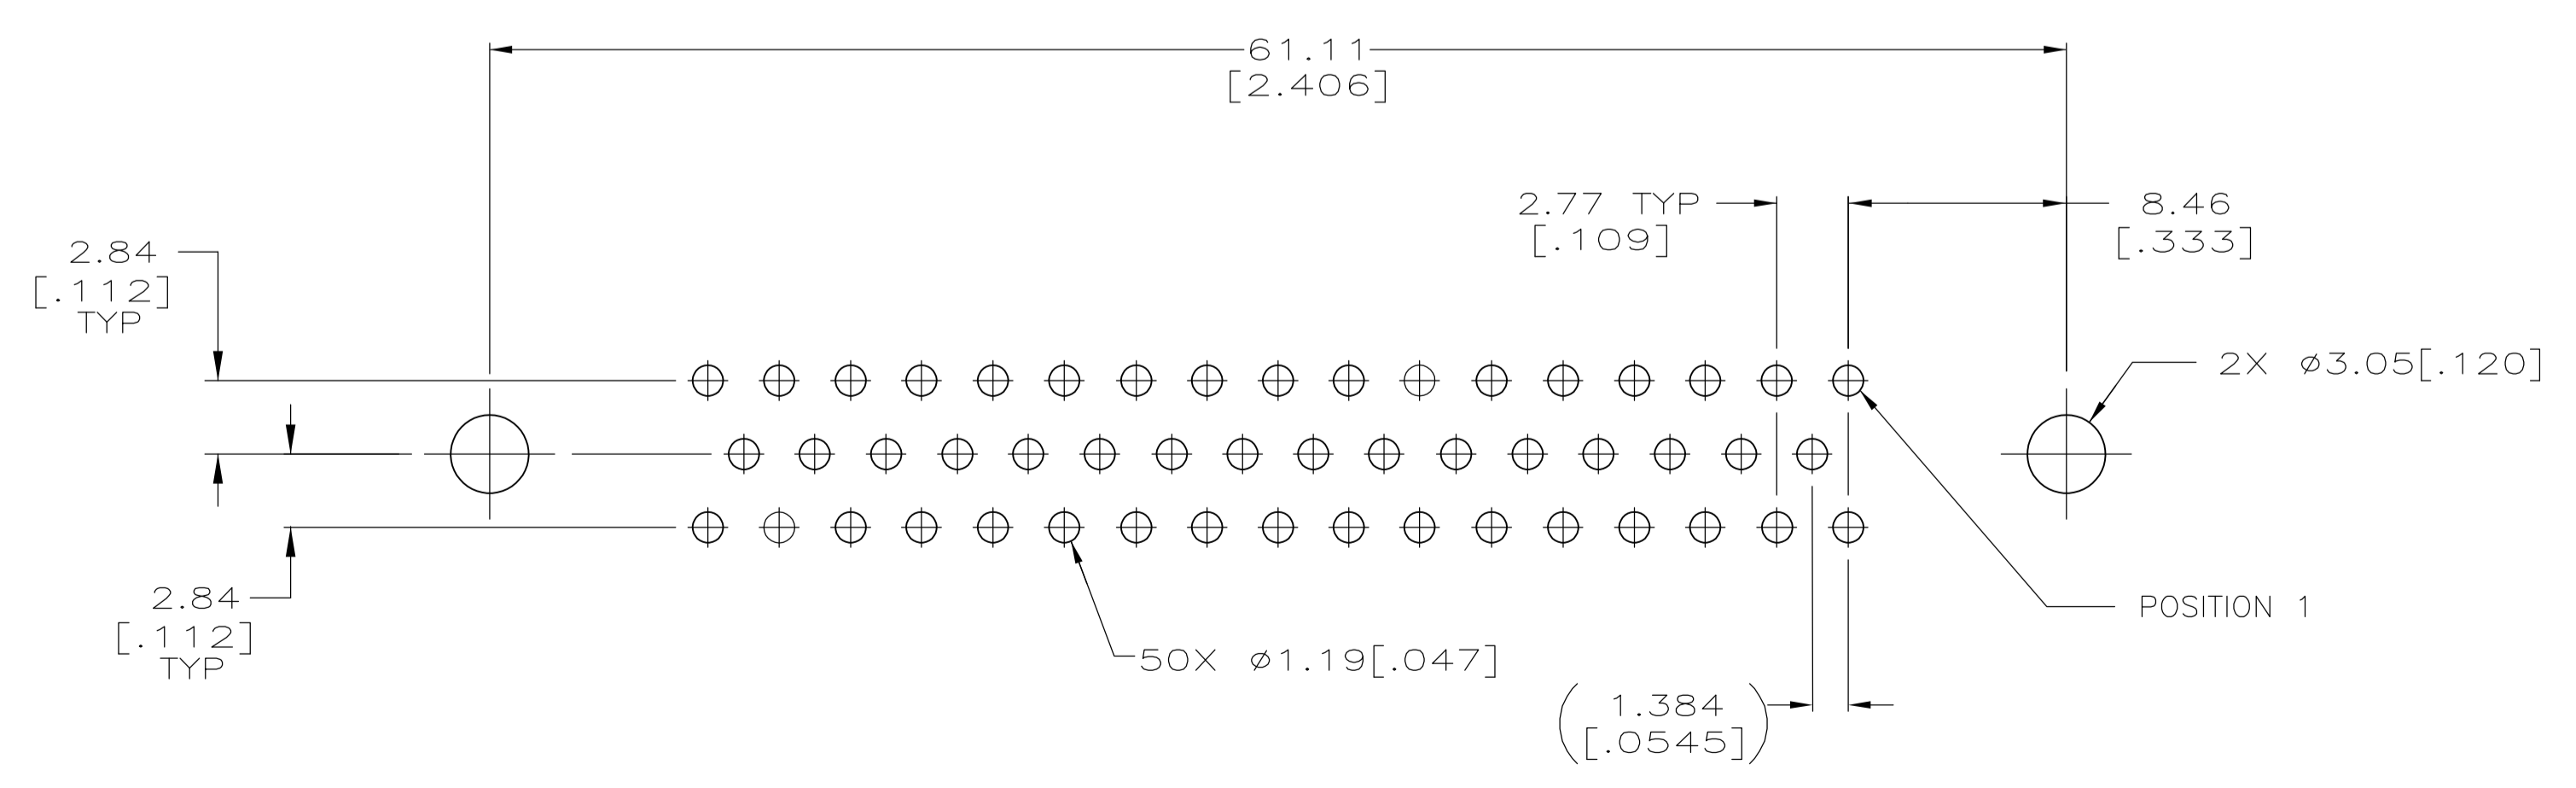 61.11
[2.406]
2.77 TYP
[.109]
8.46
[.333]
2.84
[.112]
TYP
2X ⌀3.05[.120]
2.84
[.112]
TYP
POSITION 1
50X ⌀1.19[.047]
(1.384
[.0545])